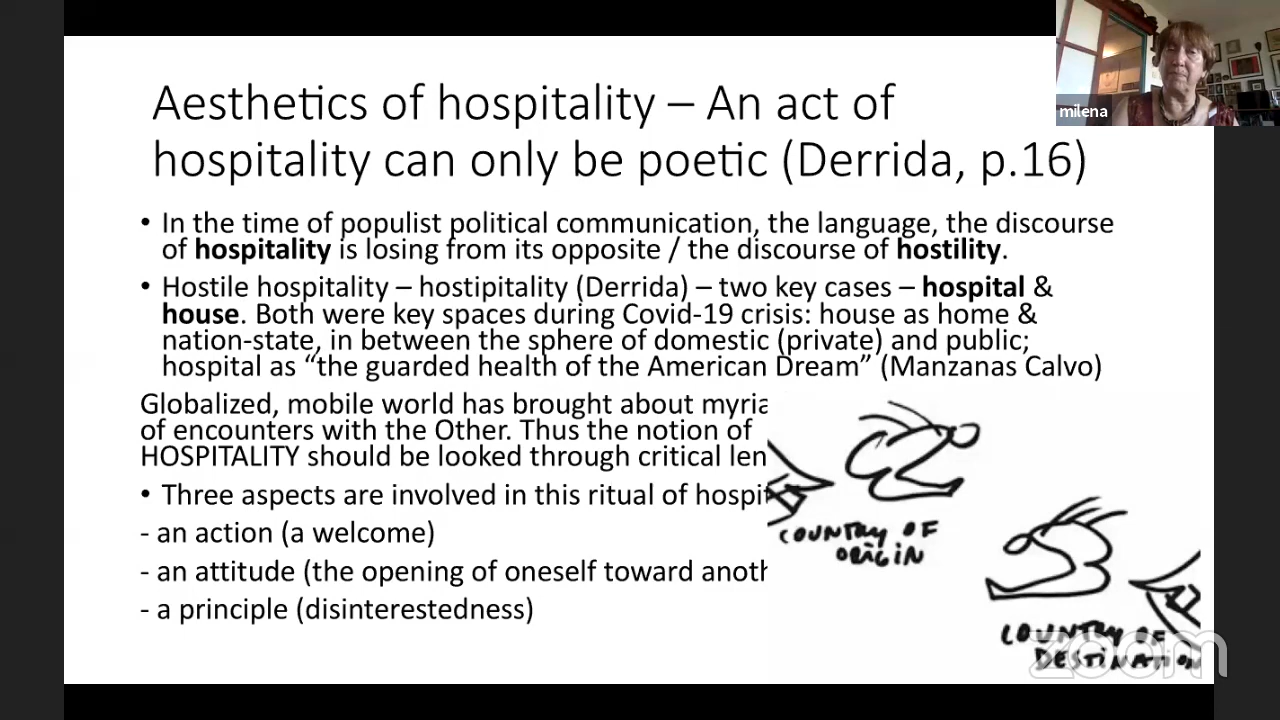 Aesthetics of hospitality – An act of
hospitality can only be poetic (Derrida, p.16)
milena
• In the time of populist political communication, the language, the discourse
of hospitality is losing from its opposite / the discourse of hostility.
• Hostile hospitality – hostipitality (Derrida) – two key cases – hospital &
house. Both were key spaces during Covid-19 crisis: house as home &
nation-state, in between the sphere of domestic (private) and public;
hospital as “the guarded health of the American Dream” (Manzanas Calvo)
Globalized, mobile world has brought about
of encounters with the Other. Thus the notion of
HOSPITALITY should be looked through critical
• Three aspects are involved in this ritual of
- an action (a welcome)
- an attitude (the opening of oneself toward
- a principle (disinterestedness)
COUNTRY OF
ORIGIN
COUNTRY OF
DESTINATION
zoom